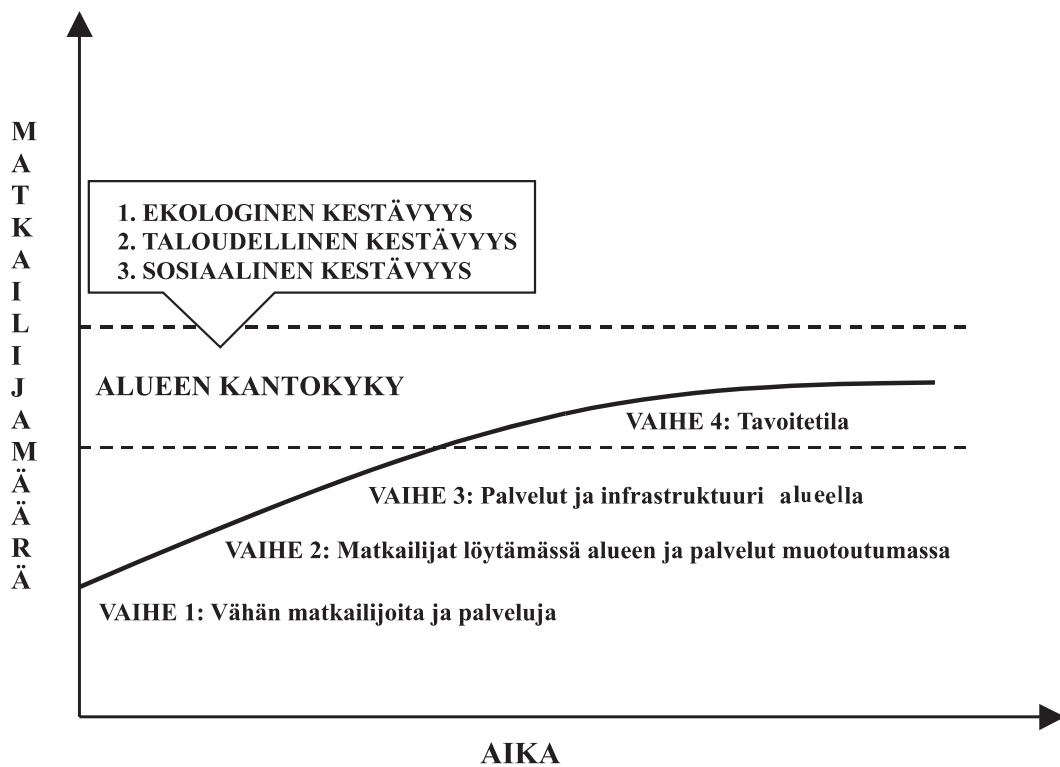 MATKAILIJAMÄÄRÄ
1. EKOLOGINEN KESTÄVYYS
2. TALOUDELLINEN KESTÄVYYS
3. SOSIAALINEN KESTÄVYYS
ALUEEN KANTOKYKY
VAIHE 4: Tavoitetila
VAIHE 3: Palvelut ja infrastruktuuri alueella
VAIHE 2: Matkailijat löytämässä alueen ja palvelut muotoutumassa
VAIHE 1: Vähän matkailijoita ja palveluja
AIKA